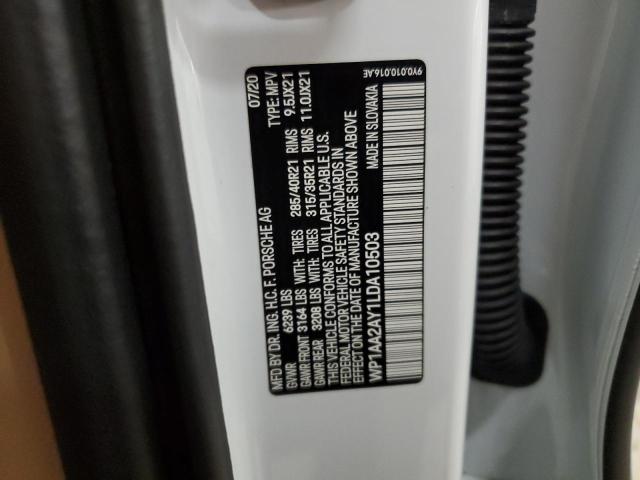 MFD BY DR. ING. H.C. F. PORSCHE AG 07/20
GVWR 6239 LBS TYPE: MPV
GAWR FRONT 3164 LBS WITH: TIRES 285/40R21 RIMS 9.5JX21
GAWR REAR 3208 LBS WITH: TIRES 315/35R21 RIMS 11.0JX21
THIS VEHICLE CONFORMS TO ALL APPLICABLE U.S.
FEDERAL MOTOR VEHICLE SAFETY STANDARDS IN
EFFECT ON THE DATE OF MANUFACTURE SHOWN ABOVE
WP1AA2AY1LDA10503 MADE IN SLOVAKIA
9Y0.010.016.AE